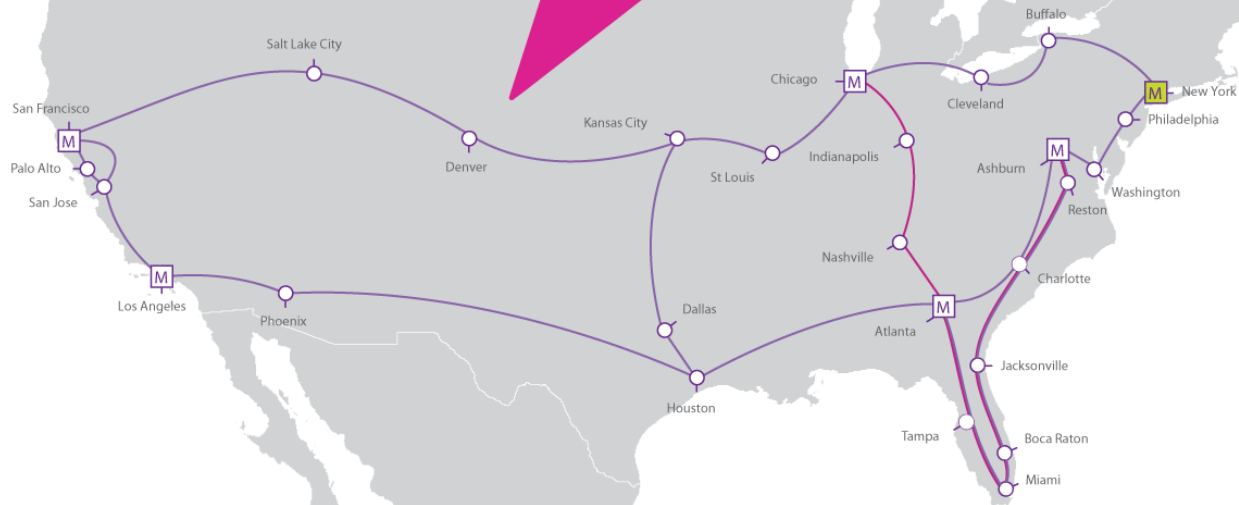 Buffalo
Salt Lake City
Chicago
M
New York
M
Cleveland
San Francisco
M
Kansas City
Philadelphia
Denver
St Louis
Indianapolis
Ashburn
M
Palo Alto
San Jose
Washington
Reston
Nashville
Charlotte
M
Los Angeles
Phoenix
Dallas
M
Atlanta
Jacksonville
Houston
Tampa
Boca Raton
Miami